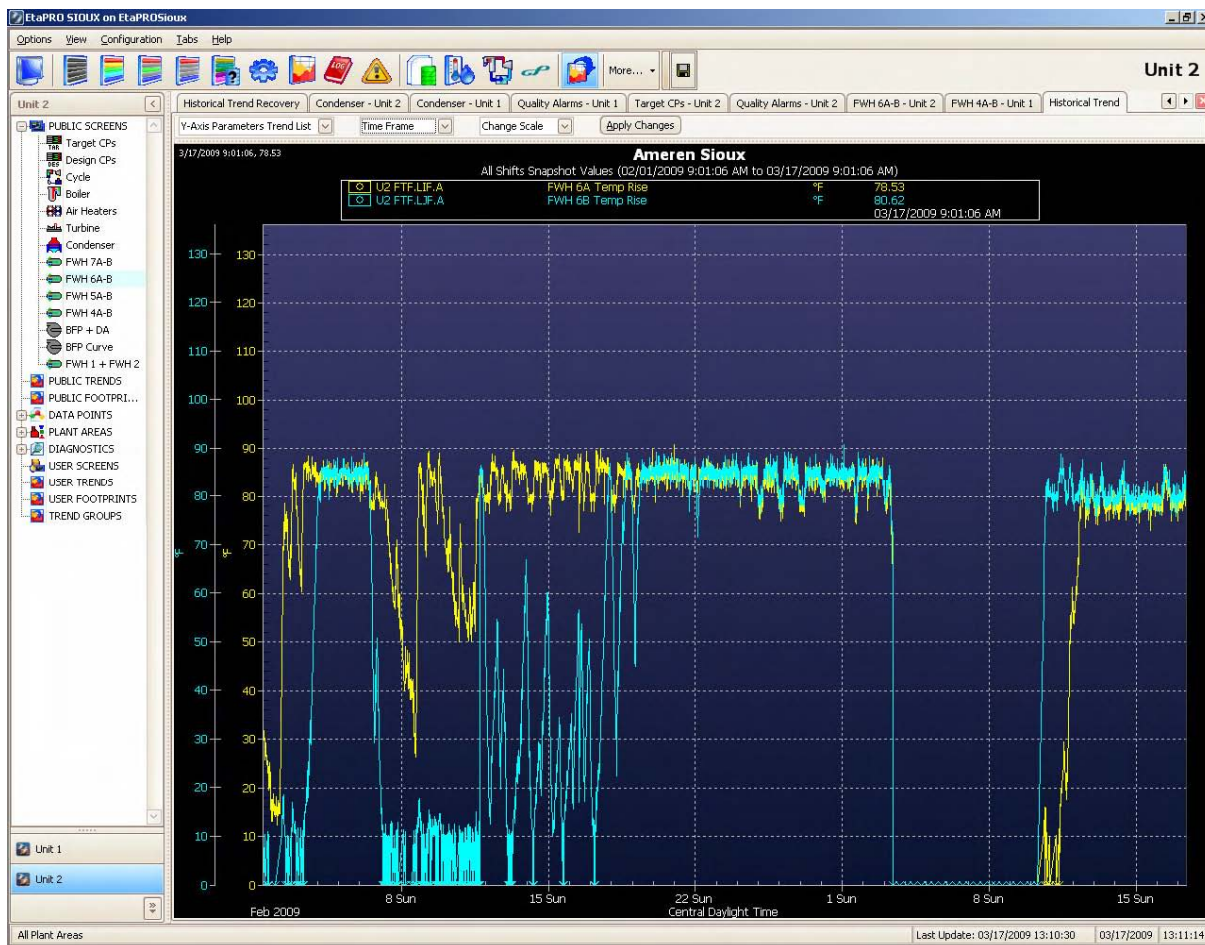 EtaPRO SIOUX on EtaPROSioux
Options View Configuration Tabs Help
LOG
More...
Unit 2
Unit 2
Historical Trend Recovery Condenser - Unit 2 Condenser - Unit 1 Quality Alarms - Unit 1 Target CPs - Unit 2 Quality Alarms - Unit 2 FWH 6A-B - Unit 2 FWH 4A-B - Unit 1 Historical Trend
Y-Axis Parameters Trend List Time Frame Change Scale Apply Changes
PUBLIC SCREENS
Target CPs
Design CPs
Cycle
Boiler
Air Heaters
Turbine
Condenser
FWH 7A-B
FWH 6A-B
FWH 5A-B
FWH 4A-B
BFP + DA
BFP Curve
FWH 1 + FWH 2
PUBLIC TRENDS
PUBLIC FOOTPRI...
DATA POINTS
PLANT AREAS
DIAGNOSTICS
USER SCREENS
USER TRENDS
USER FOOTPRINTS
TREND GROUPS
Unit 1
Unit 2
3/17/2009 9:01:06, 78.53
Ameren Sioux
All Shifts Snapshot Values (02/01/2009 9:01:06 AM to 03/17/2009 9:01:06 AM)
U2 FTF.LIF.A FWH 6A Temp Rise °F 78.53
U2 FTF.LJF.A FWH 6B Temp Rise °F 80.62
03/17/2009 9:01:06 AM
130 130
120 120
110 110
100 100
90 90
80 80
70 70
°F °F
60 60
50 50
40 40
30 30
20 20
10 10
0 0
8 Sun 15 Sun 22 Sun 1 Sun 8 Sun 15 Sun
Feb 2009 Central Daylight Time
All Plant Areas Last Update: 03/17/2009 13:10:30 03/17/2009 13:11:14